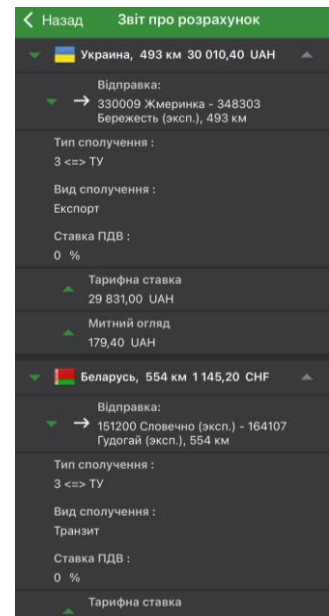 Назад
Звіт про розрахунок
Украина, 493 км 30 010,40 UAH
Відправка:
330009 Жмеринка - 348303
Бережесть (эксп.), 493 км
Тип сполучення :
3 <=> ТУ
Вид сполучення :
Експорт
Ставка ПДВ :
0 %
Тарифна ставка
29 831,00 UAH
Митний огляд
179,40 UAH
Беларусь, 554 км 1 145,20 CHF
Відправка:
151200 Словечно (эксп.) - 164107
Гудогай (эксп.), 554 км
Тип сполучення :
3 <=> ТУ
Вид сполучення :
Транзит
Ставка ПДВ :
0 %
Тарифна ставка